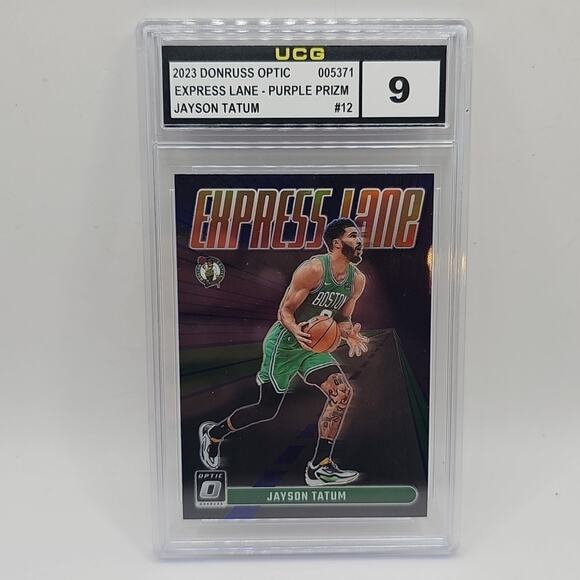 UCG
2023 DONRUSS OPTIC 005371
EXPRESS LANE - PURPLE PRIZM
JAYSON TATUM #12
9
EXPRESS LANE
BOSTON
OPTIC
DONRUSS
JAYSON TATUM